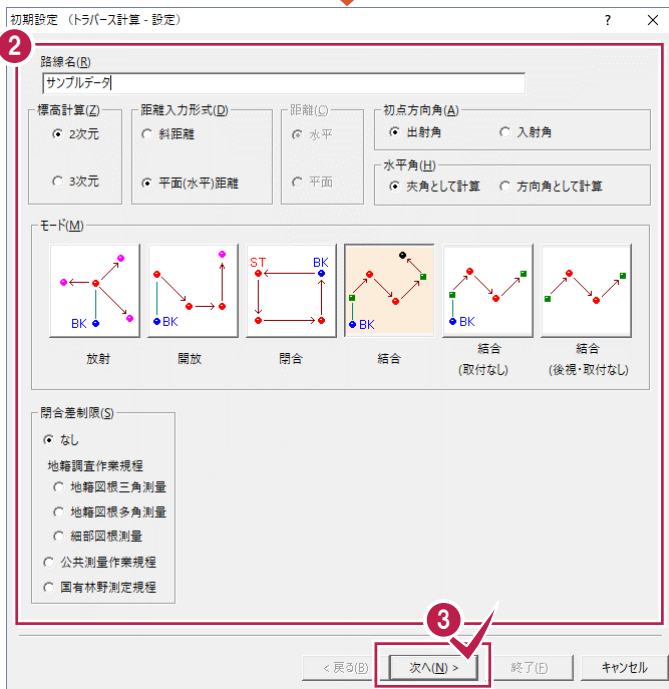 初期設定 （トラバース計算 - 設定）
? ×
2
路線名(R)
サンプルデータ
標高計算(Z)
2次元
3次元
距離入力形式(D)
斜距離
平面(水平)距離
距離(C)
水平
平面
初点方向角(A)
出射角 入射角
水平角(H)
夾角として計算 方向角として計算
モード(M)
BK
BK
ST BK
BK
BK
放射 開放 閉合 結合 結合 結合
(取付なし) (後視・取付なし)
閉合差制限(S)
なし
地籍調査作業規程
地籍図根三角測量
地籍図根多角測量
細部図根測量
公共測量作業規程
国有林野測定規程
3
< 戻る(B) 次へ(N) > 終了(F) キャンセル